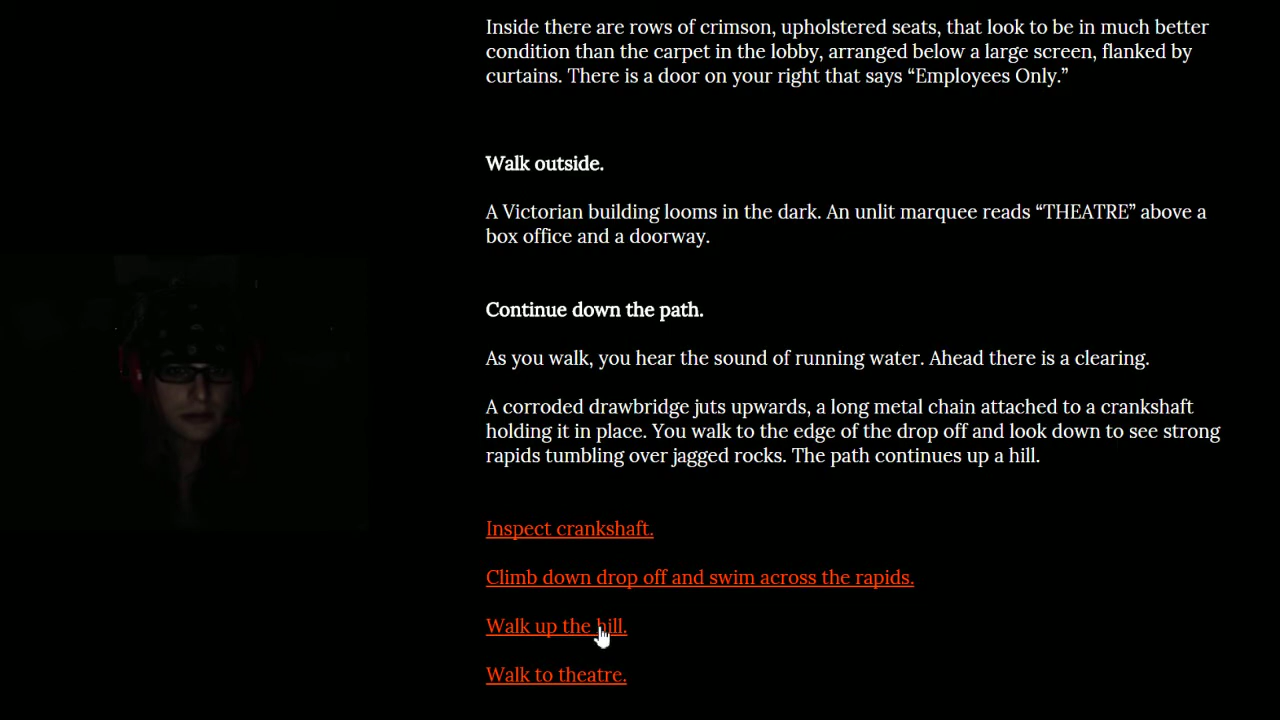 Inside there are rows of crimson, upholstered seats, that look to be in much better
condition than the carpet in the lobby, arranged below a large screen, flanked by
curtains. There is a door on your right that says “Employees Only.”
Walk outside.
A Victorian building looms in the dark. An unlit marquee reads “THEATRE” above a
box office and a doorway.
Continue down the path.
As you walk, you hear the sound of running water. Ahead there is a clearing.
A corroded drawbridge juts upwards, a long metal chain attached to a crankshaft
holding it in place. You walk to the edge of the drop off and look down to see strong
rapids tumbling over jagged rocks. The path continues up a hill.
Inspect crankshaft.
Climb down drop off and swim across the rapids.
Walk up the hill.
Walk to theatre.